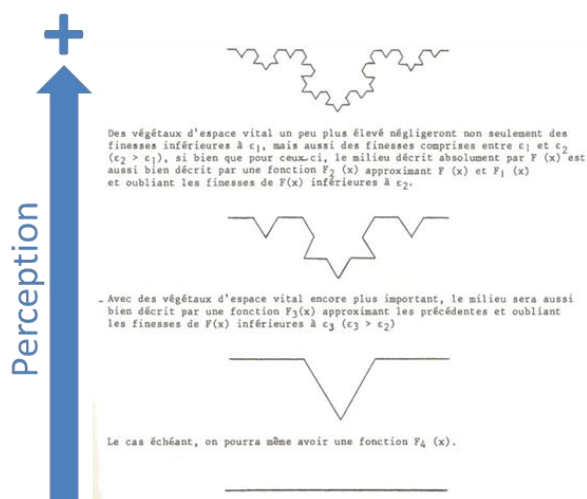 +
Perception
Des végétaux d'espace vital un peu plus élevé négligeront non seulement des
finesses inférieures à ε₁, mais aussi des finesses comprises entre ε₁ et ε₂
(ε₂ > ε₁), si bien que pour ceux-ci, le milieu décrit absolument par F (x) est
aussi bien décrit par une fonction F₂ (x) approximant F (x) et F₁ (x)
et oubliant les finesses de F(x) inférieures à ε₂.
- Avec des végétaux d'espace vital encore plus important, le milieu sera aussi
bien décrit par une fonction F₃(x) approximant les précédentes et oubliant
les finesses de F(x) inférieures à ε₃ (ε₃ > ε₂)
Le cas échéant, on pourra même avoir une fonction F₄ (x).